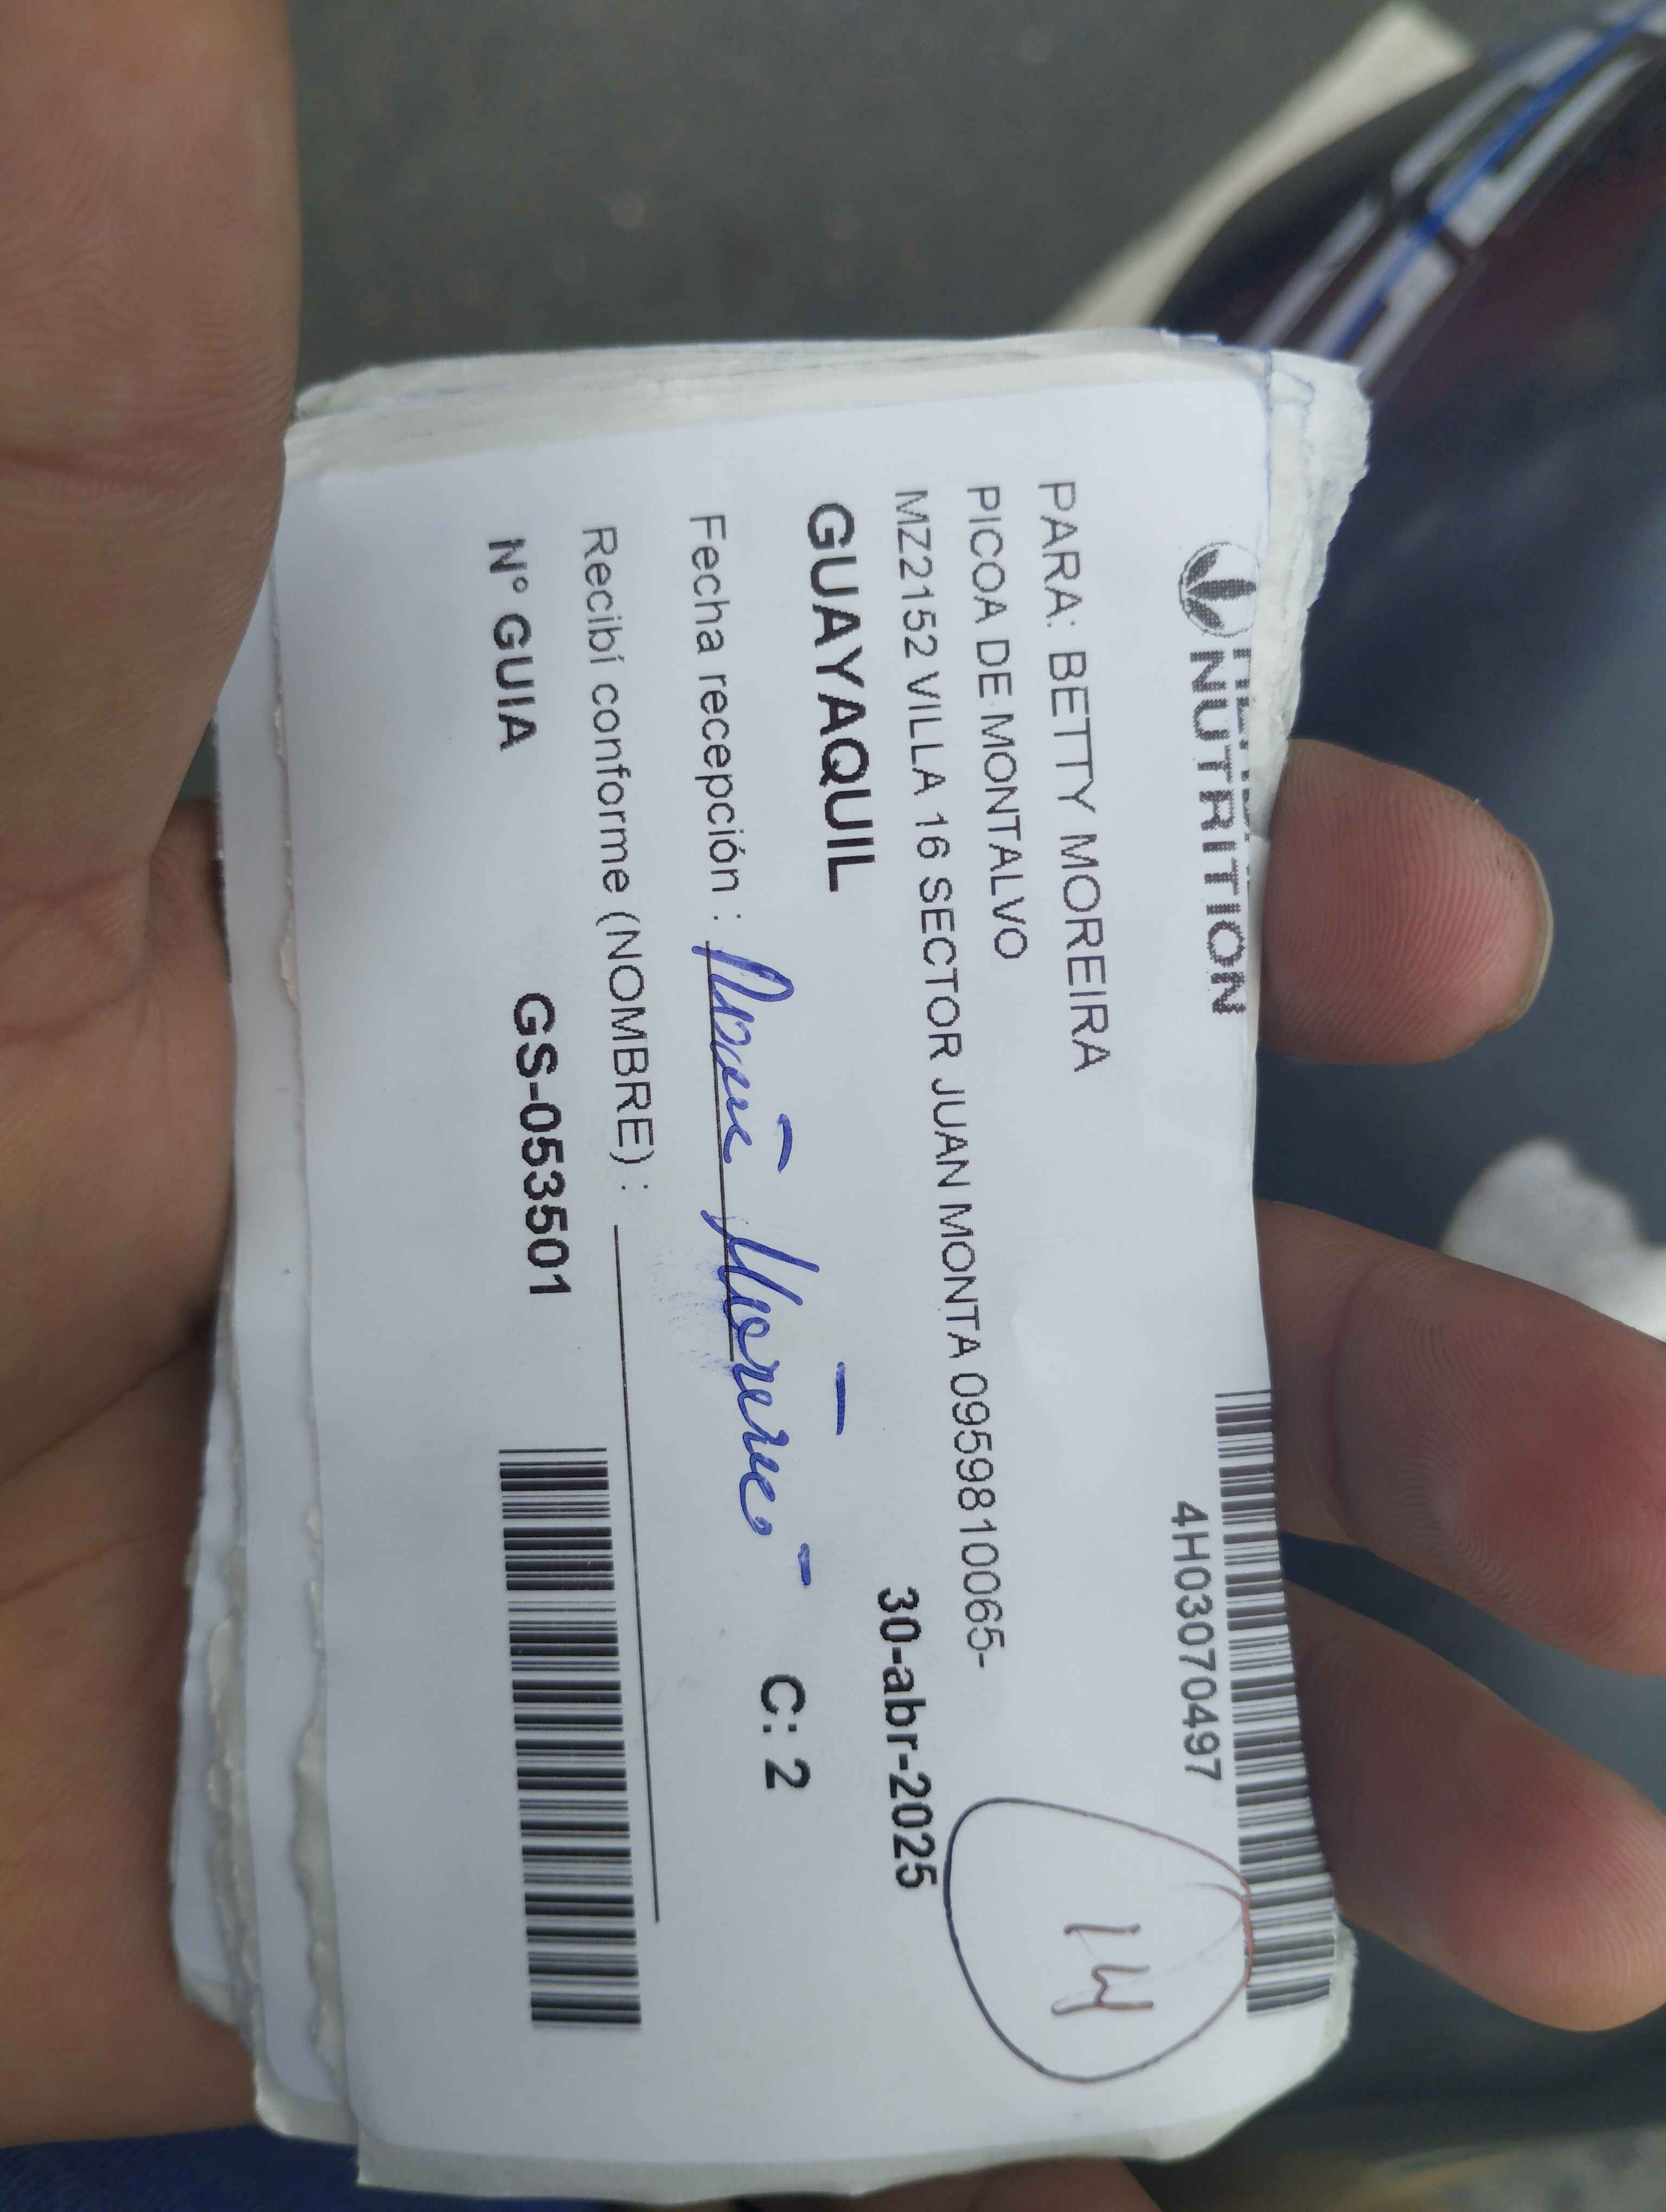 NUTRITION
4H03070497
14
PARA: BETTY MOREIRA
PICOA DE MONTALVO
MZ2152 VILLA 16 SECTOR JUAN MONTA 0959810065-
GUAYAQUIL 30-abr-2025
Fecha recepción :
C: 2
Recibí conforme (NOMBRE) :
N° GUIA GS-053501